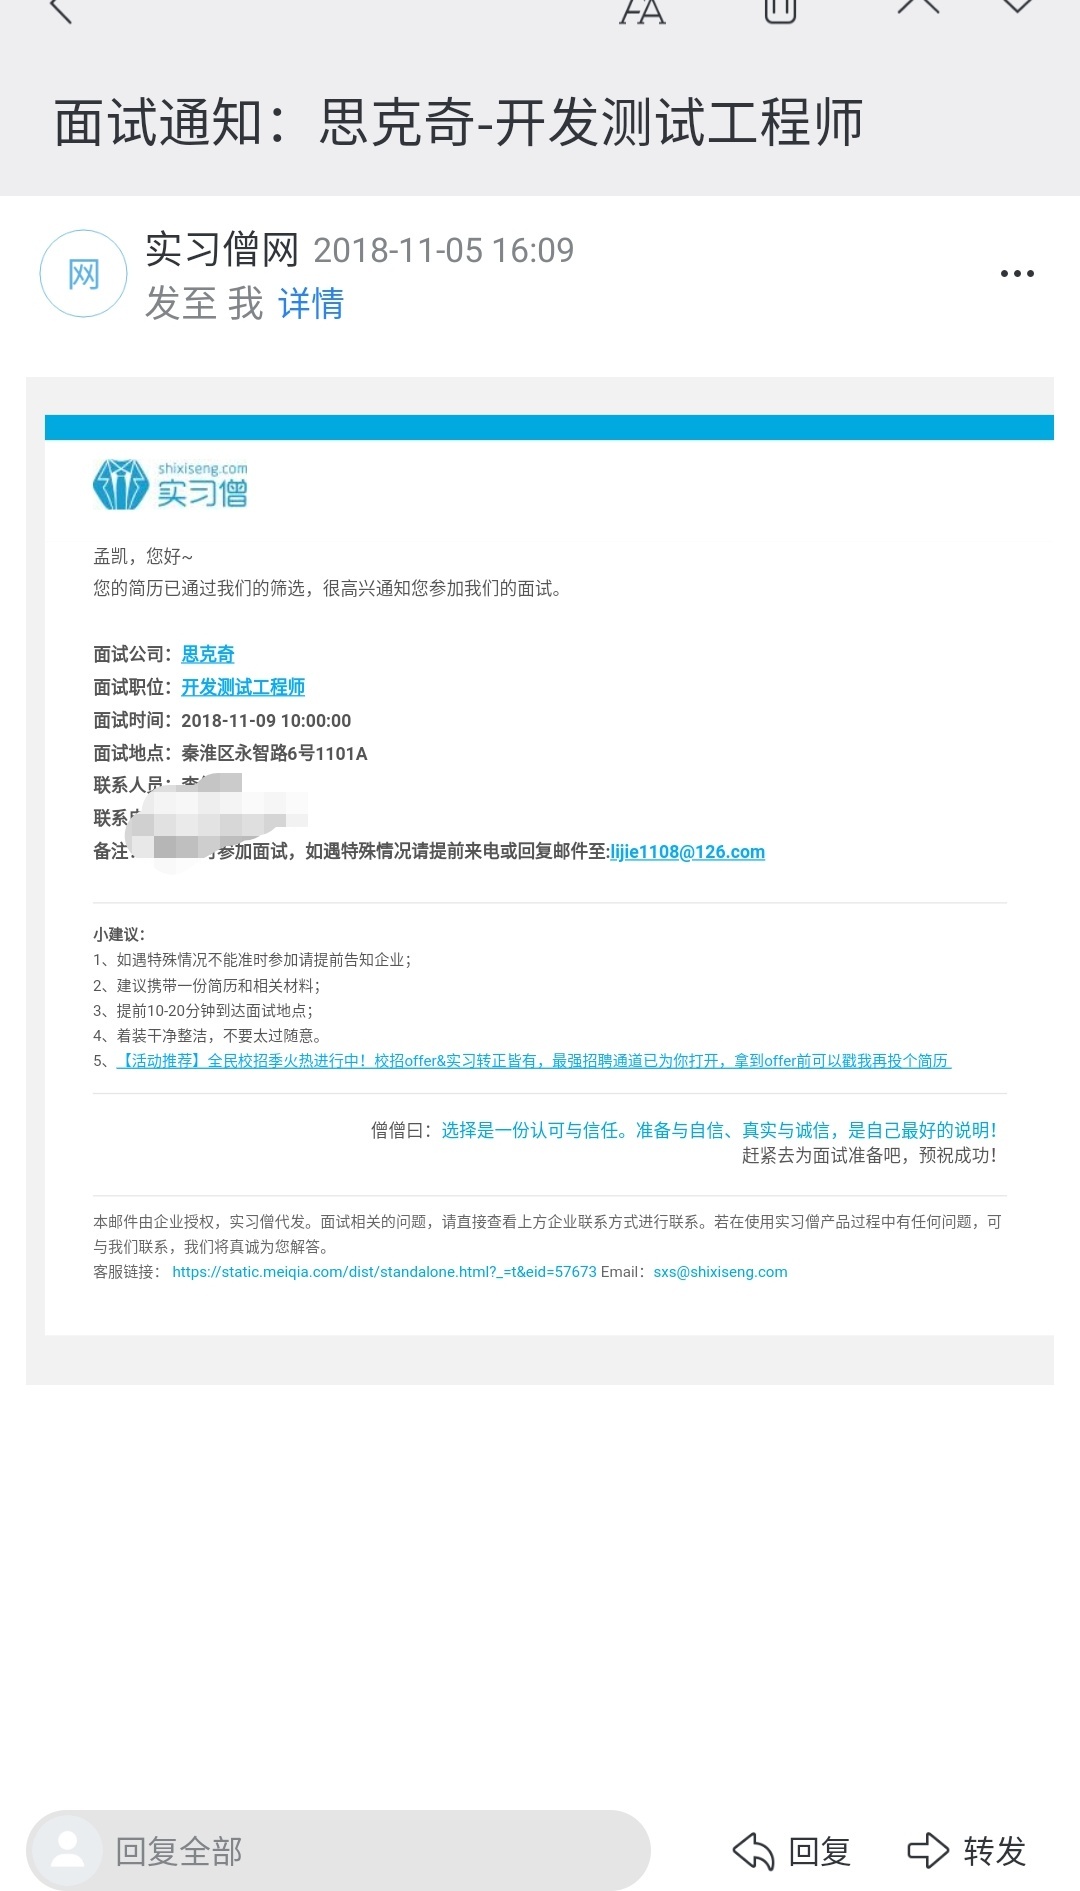 面试通知：思克奇-开发测试工程师
网
实习僧网 2018-11-05 16:09
发至 我 详情
shixiseng.com
实习僧
孟凯，您好~
您的简历已通过我们的筛选，很高兴通知您参加我们的面试。
面试公司：思克奇
面试职位：开发测试工程师
面试时间：2018-11-09 10:00:00
面试地点：秦淮区永智路6号1101A
联系人员：李
联系
备注: 参加面试，如遇特殊情况请提前来电或回复邮件至:lijie1108@126.com
小建议：
1、如遇特殊情况不能准时参加请提前告知企业；
2、建议携带一份简历和相关材料；
3、提前10-20分钟到达面试地点；
4、着装干净整洁，不要太过随意。
5、【活动推荐】全民校招季火热进行中！校招offer&实习转正皆有，最强招聘通道已为你打开，拿到offer前可以戳我再投个简历
僧僧曰：选择是一份认可与信任。准备与自信、真实与诚信，是自己最好的说明！
赶紧去为面试准备吧，预祝成功！
本邮件由企业授权，实习僧代发。面试相关的问题，请直接查看上方企业联系方式进行联系。若在使用实习僧产品过程中有任何问题，可
与我们联系，我们将真诚为您解答。
客服链接： https://static.meiqia.com/dist/standalone.html?_=t&eid=57673 Email：sxs@shixiseng.com
回复全部
回复
转发